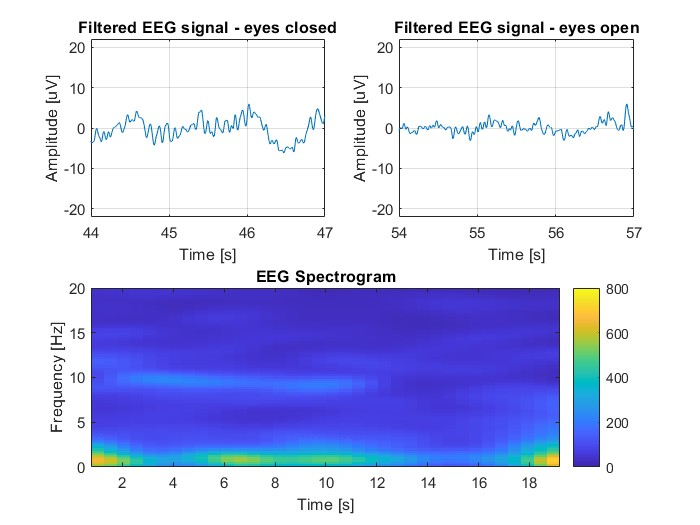 Filtered EEG signal - eyes closed
20
10
0
-10
-20
Amplitude [uV]
44 45 46 47
Time [s]
Filtered EEG signal - eyes open
20
10
0
-10
-20
Amplitude [uV]
54 55 56 57
Time [s]
EEG Spectrogram
20
15
10
5
0
Frequency [Hz]
2 4 6 8 10 12 14 16 18
Time [s]
800
600
400
200
0